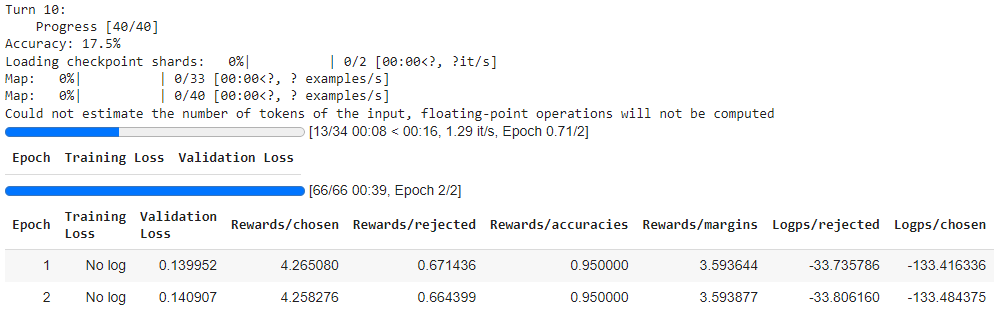 Turn 10:
Progress [40/40]
Accuracy: 17.5%
Loading checkpoint shards:   0%|          | 0/2 [00:00<?, ?it/s]
Map:   0%|          | 0/33 [00:00<?, ? examples/s]
Map:   0%|          | 0/40 [00:00<?, ? examples/s]
Could not estimate the number of tokens of the input, floating-point operations will not be computed
[13/34 00:08 < 00:16, 1.29 it/s, Epoch 0.71/2]
Epoch Training Loss Validation Loss
[66/66 00:39, Epoch 2/2]
Epoch Training Loss Validation Loss Rewards/chosen Rewards/rejected Rewards/accuracies Rewards/margins Logps/rejected Logps/chosen
1 No log 0.139952 4.265080 0.671436 0.950000 3.593644 -33.735786 -133.416336
2 No log 0.140907 4.258276 0.664399 0.950000 3.593877 -33.806160 -133.484375